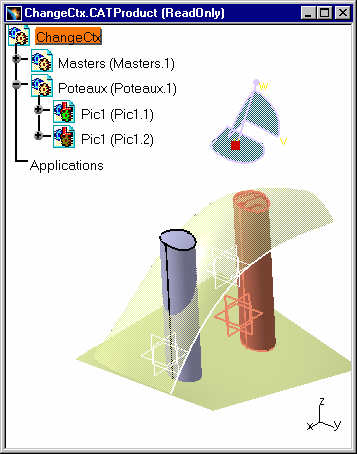 ChangeCtx.CATProduct (ReadOnly)
ChangeCtx
Masters (Masters.1)
Poteaux (Poteaux.1)
Pic1 (Pic1.1)
Pic1 (Pic1.2)
Applications
w
v
z
x
y